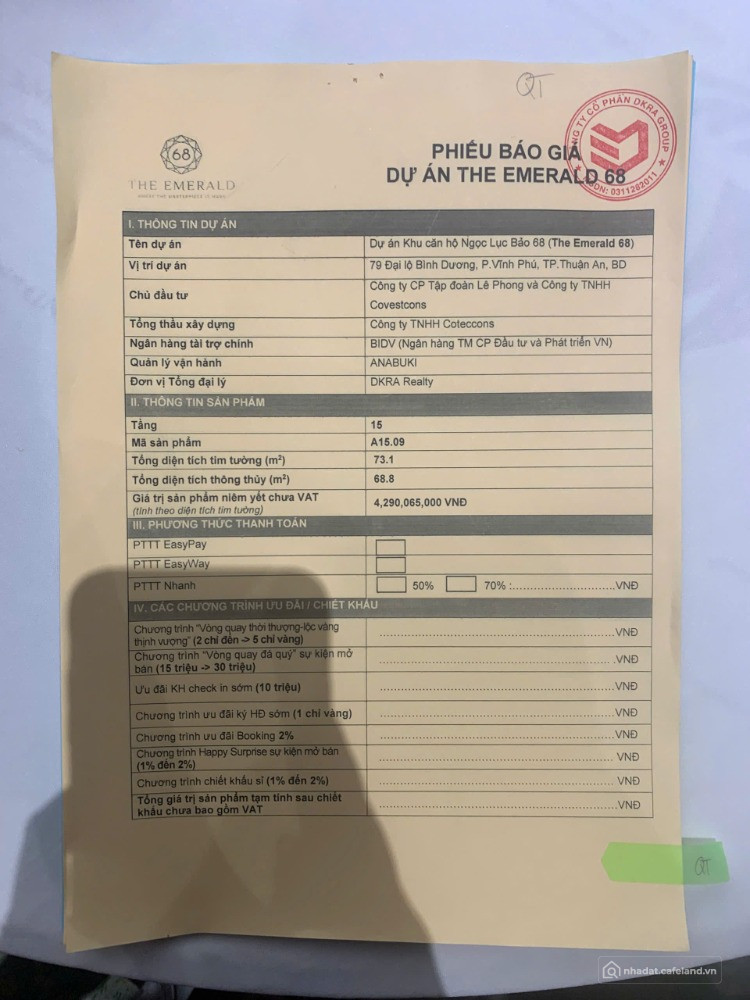 QT
CÔNG TY CỔ PHẦN DKRA GROUP
0311262011
68
THE EMERALD
PHIẾU BÁO GIÁ
DỰ ÁN THE EMERALD 68
I. THÔNG TIN DỰ ÁN
Tên dự án Dự án Khu căn hộ Ngọc Lục Bảo 68 (The Emerald 68)
Vị trí dự án 79 Đại lộ Bình Dương, P.Vĩnh Phú, TP.Thuận An, BD
Chủ đầu tư Công ty CP Tập đoàn Lê Phong và Công ty TNHH
Covestcons
Tổng thầu xây dựng Công ty TNHH Coteccons
Ngân hàng tài trợ chính BIDV (Ngân hàng TM CP Đầu tư và Phát triển VN)
Quản lý vận hành ANABUKI
Đơn vị Tổng đại lý DKRA Realty
II. THÔNG TIN SẢN PHẨM
Tầng 15
Mã sản phẩm A15.09
Tổng diện tích tim tường (m²) 73.1
Tổng diện tích thông thủy (m²) 68.8
Giá trị sản phẩm niêm yết chưa VAT 4,290,065,000 VNĐ
(tính theo diện tích tim tường)
III. PHƯƠNG THỨC THANH TOÁN
PTTT EasyPay
PTTT EasyWay
PTTT Nhanh 50% 70% :..............................VNĐ
IV. CÁC CHƯƠNG TRÌNH ƯU ĐÃI / CHIẾT KHẤU
Chương trình "Vòng quay thời thượng-lộc vàng
thịnh vượng" (2 chỉ đến -> 5 chỉ vàng) ..............................VNĐ
Chương trình "Vòng quay đá quý" sự kiện mở
bán (15 triệu -> 30 triệu) ..............................VNĐ
Ưu đãi KH check in sớm (10 triệu) ..............................VNĐ
Chương trình ưu đãi ký HĐ sớm (1 chỉ vàng) ..............................VNĐ
Chương trình ưu đãi Booking 2% ..............................VNĐ
Chương trình Happy Surprise sự kiện mở bán
(1% đến 2%) ..............................VNĐ
Chương trình chiết khấu sỉ (1% đến 2%) ..............................VNĐ
Tổng giá trị sản phẩm tạm tính sau chiết
khấu chưa bao gồm VAT ..............................VNĐ
QT
nhadat.cafeland.vn